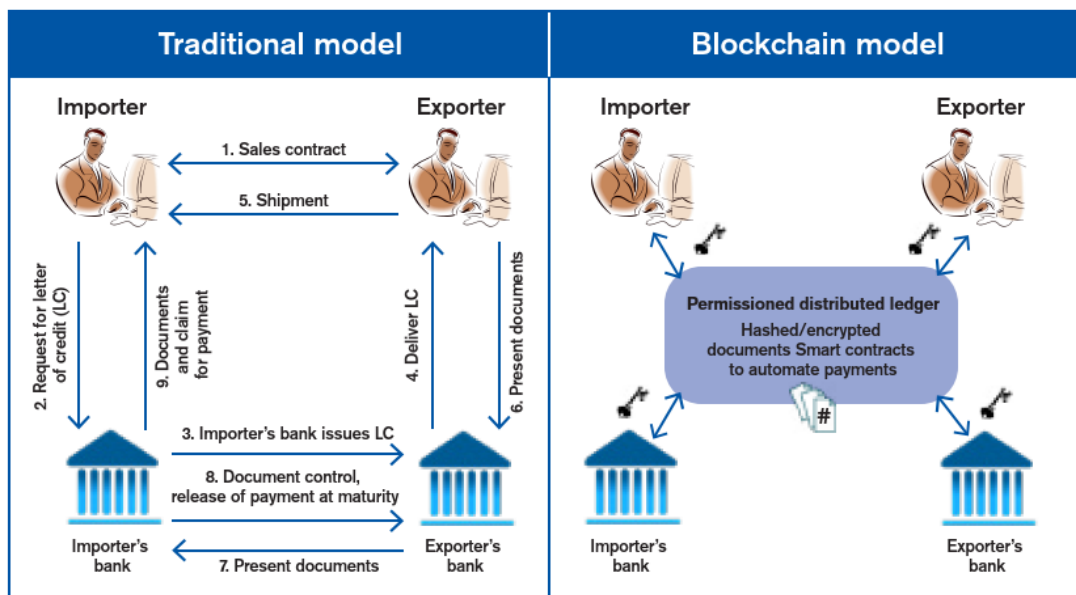 Traditional model
Blockchain model
Importer
Exporter
1. Sales contract
5. Shipment
2. Request for letter
of credit (LC)
9. Documents
and claim
for payment
4. Deliver LC
6. Present documents
3. Importer's bank issues LC
8. Document control,
release of payment at maturity
7. Present documents
Importer's
bank
Exporter's
bank
Importer
Exporter
Permissioned distributed ledger
Hashed/encrypted
documents Smart contracts
to automate payments
#
Importer's
bank
Exporter's
bank